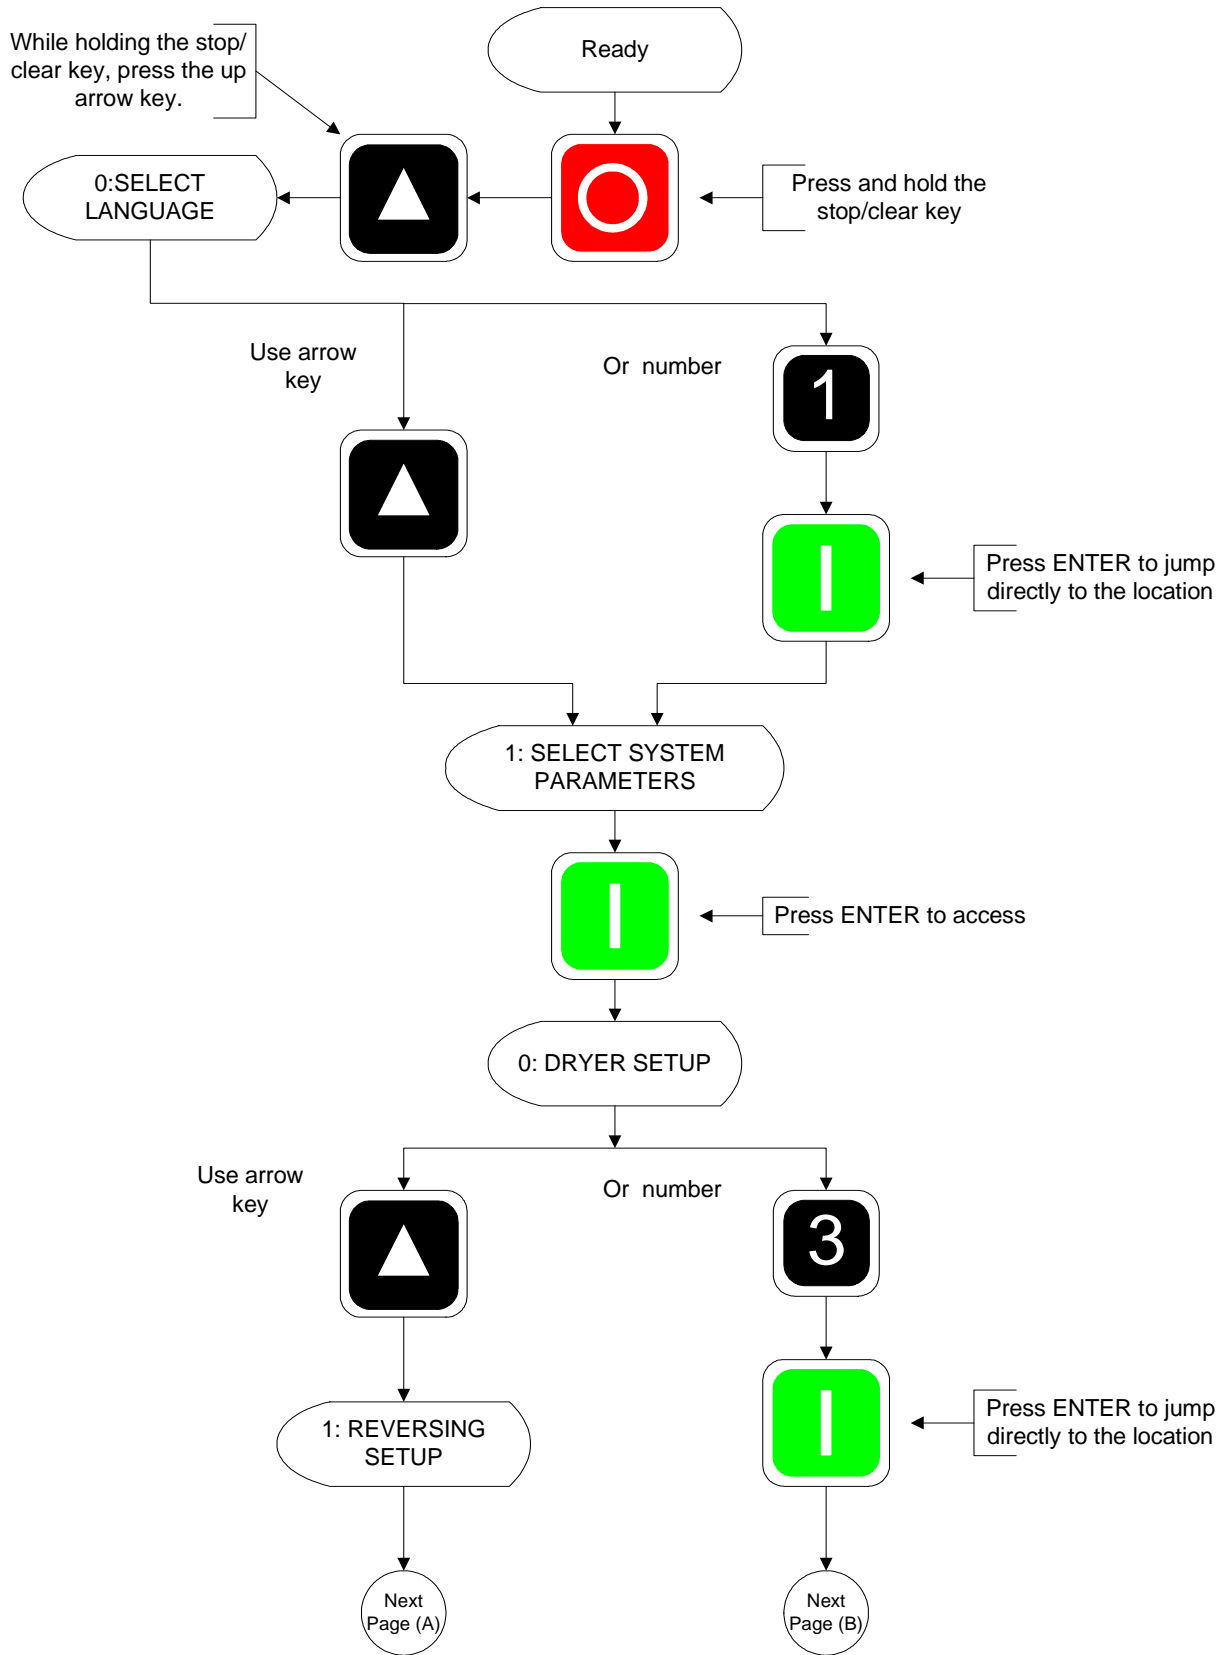 While holding the stop/
clear key, press the up
arrow key.
Ready
0:SELECT
LANGUAGE
Press and hold the
stop/clear key
Use arrow
key
Or number
1
Press ENTER to jump
directly to the location
1: SELECT SYSTEM
PARAMETERS
Press ENTER to access
0: DRYER SETUP
Use arrow
key
Or number
3
1: REVERSING
SETUP
Press ENTER to jump
directly to the location
Next
Page (A)
Next
Page (B)